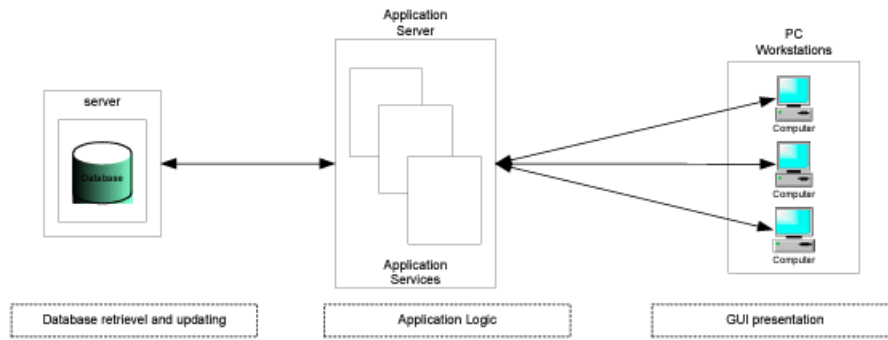 Application
Server
PC
Workstations
server
Database
Computer
Computer
Computer
Application
Services
Database retrievel and updating
Application Logic
GUI presentation